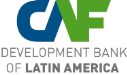 CAF
DEVELOPMENT BANK
OF LATIN AMERICA